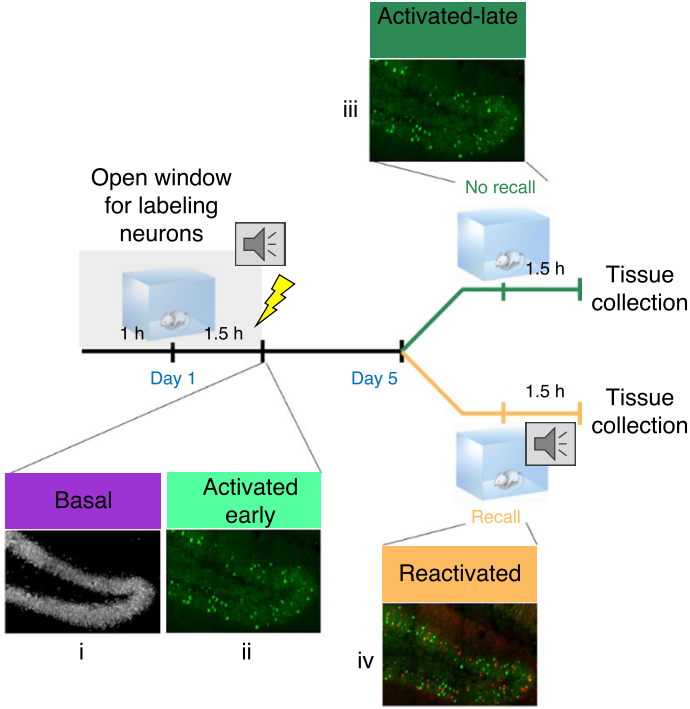 Activated-late
iii
No recall
Open window
for labeling
neurons
1.5 h
Tissue
collection
1 h
1.5 h
Day 1
Day 5
1.5 h
Tissue
collection
Basal
Activated
early
Recall
Reactivated
i
ii
iv